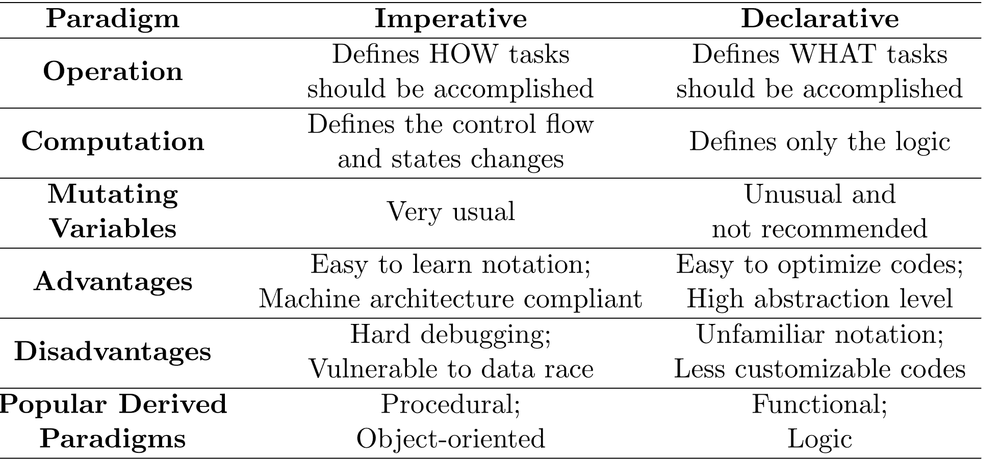 Paradigm Imperative Declarative
Operation
Defines HOW tasks
should be accomplished
Defines WHAT tasks
should be accomplished
Computation
Defines the control flow
and states changes
Defines only the logic
Mutating
Variables
Very usual
Unusual and
not recommended
Advantages
Easy to learn notation;
Machine architecture compliant
Easy to optimize codes;
High abstraction level
Disadvantages
Hard debugging;
Vulnerable to data race
Unfamiliar notation;
Less customizable codes
Popular Derived
Paradigms
Procedural;
Object-oriented
Functional;
Logic